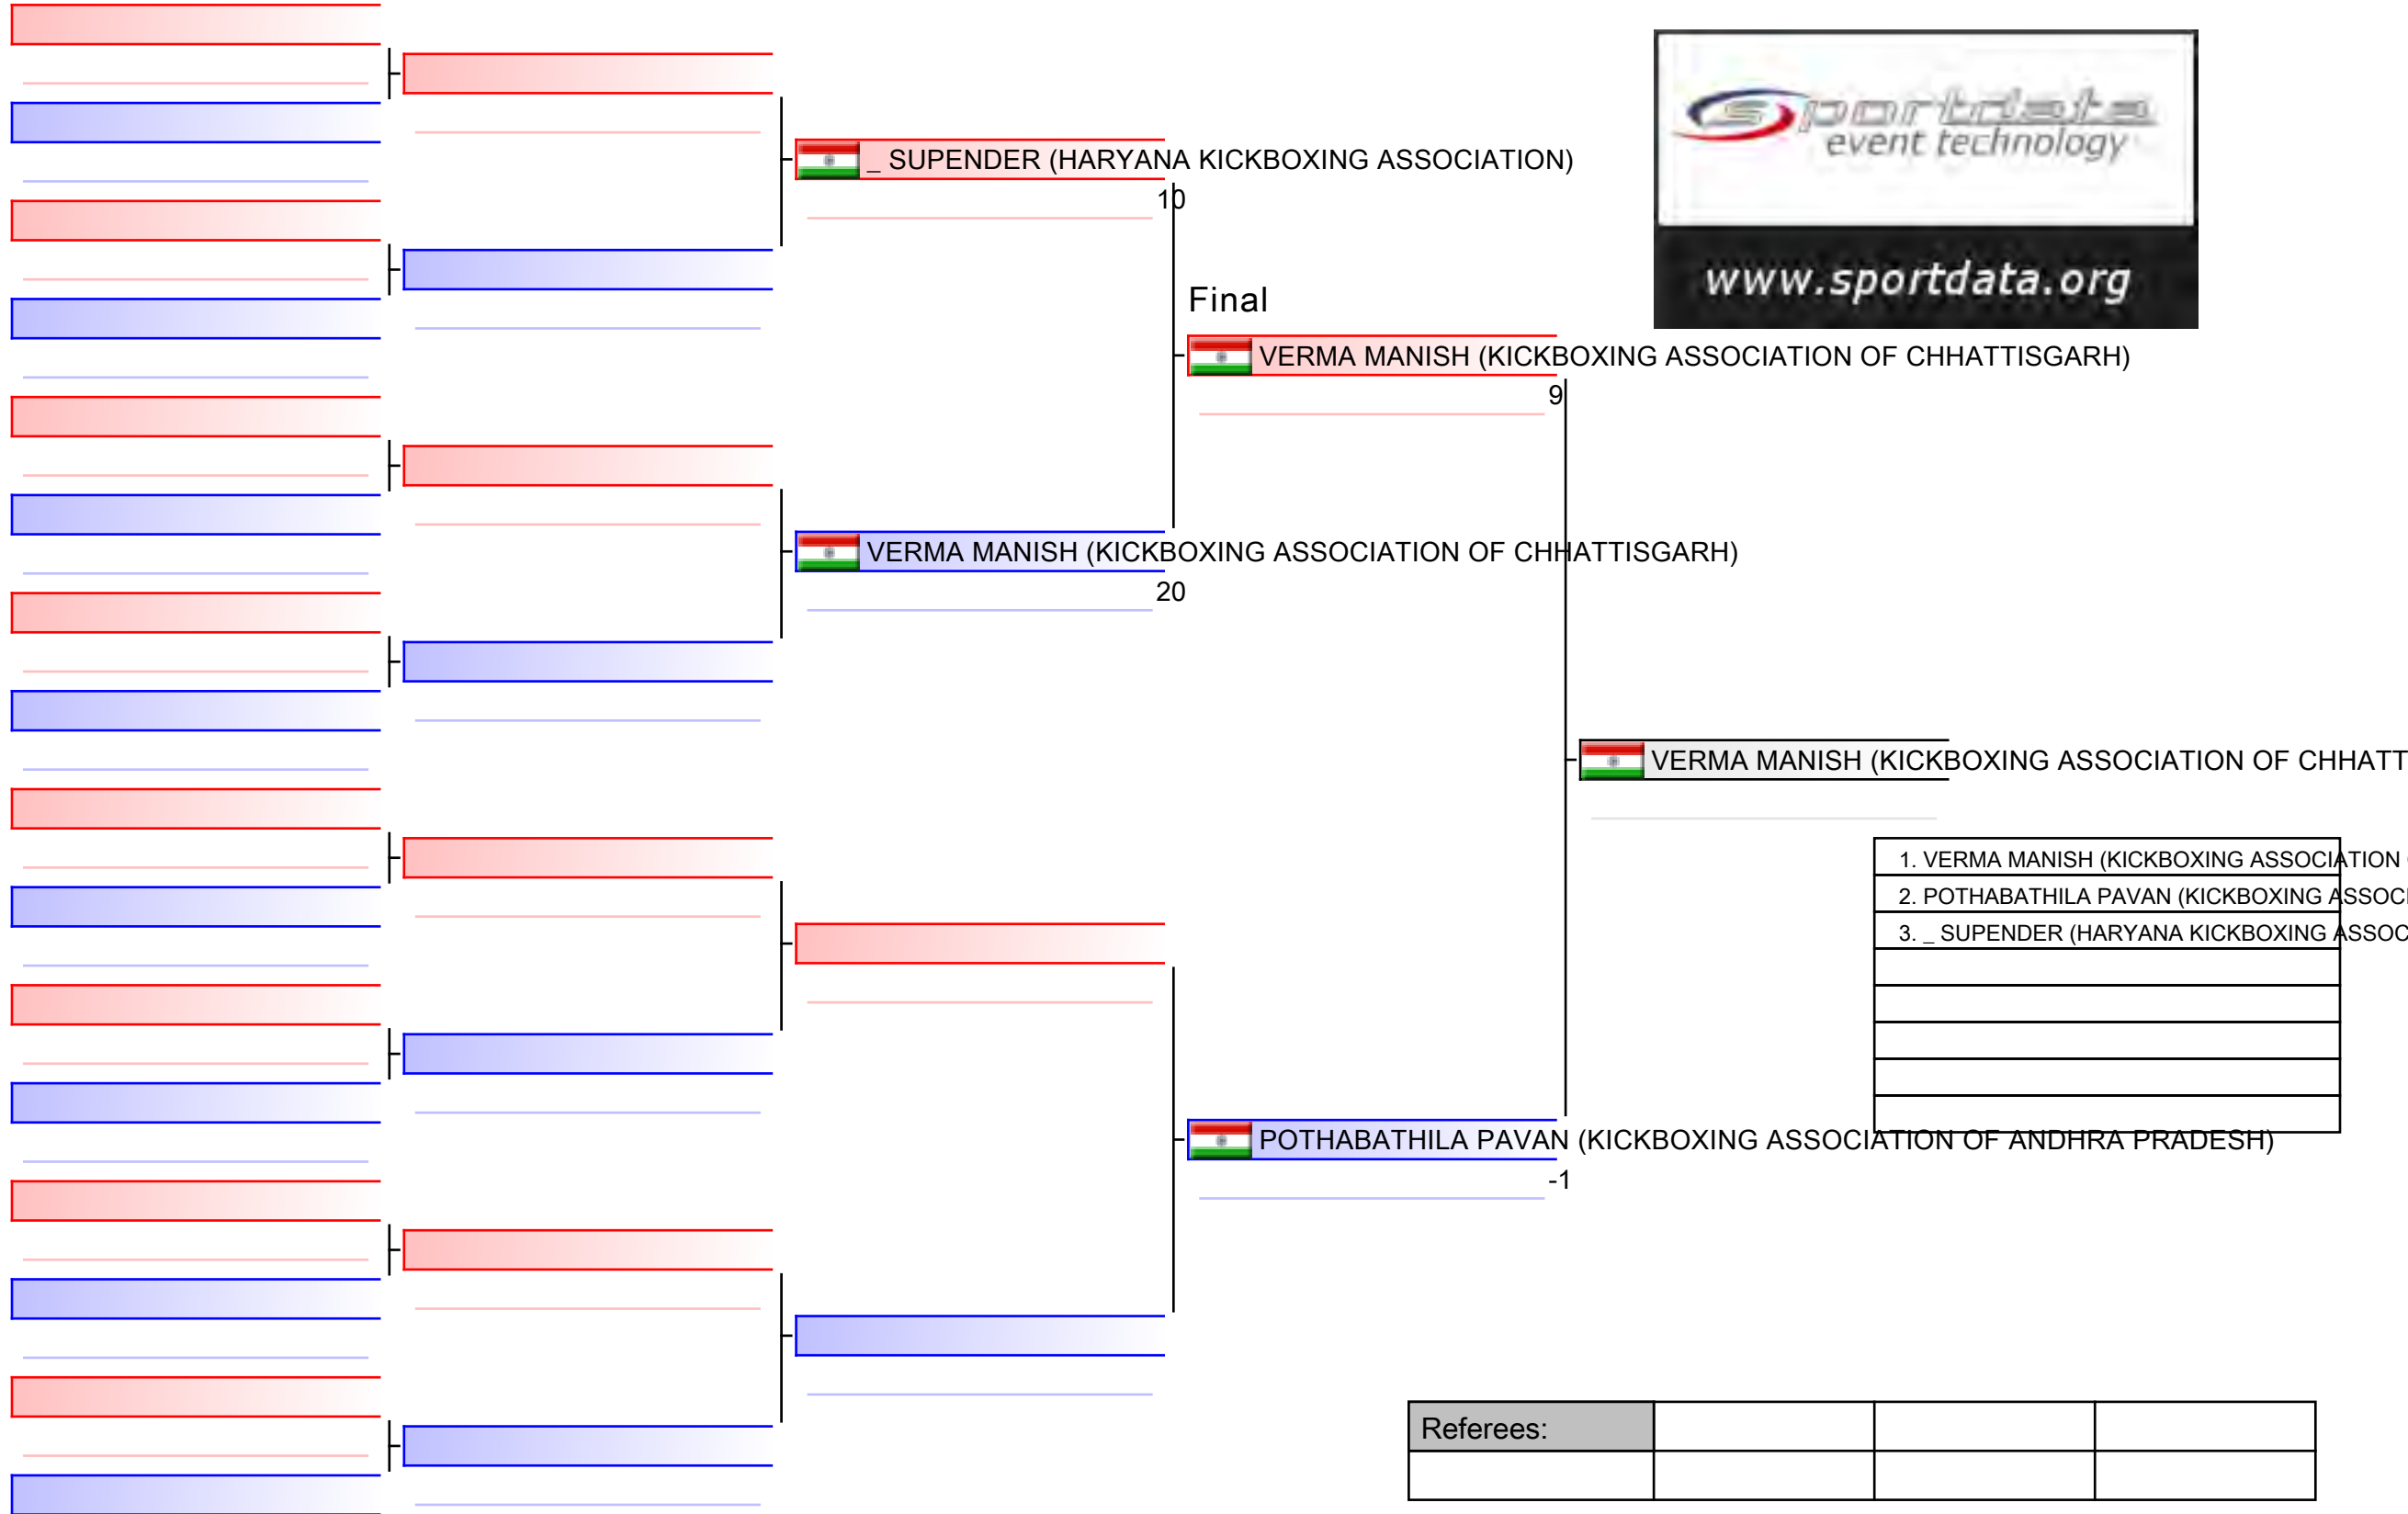 sportdata
event technology
www.sportdata.org
_ SUPENDER (HARYANA KICKBOXING ASSOCIATION)
10
Final
VERMA MANISH (KICKBOXING ASSOCIATION OF CHHATTISGARH)
9
VERMA MANISH (KICKBOXING ASSOCIATION OF CHHATTISGARH)
20
VERMA MANISH (KICKBOXING ASSOCIATION OF CHHATT
1. VERMA MANISH (KICKBOXING ASSOCIATION
2. POTHABATHILA PAVAN (KICKBOXING ASSOCI
3. _ SUPENDER (HARYANA KICKBOXING ASSOC
POTHABATHILA PAVAN (KICKBOXING ASSOCIATION OF ANDHRA PRADESH)
-1
Referees: